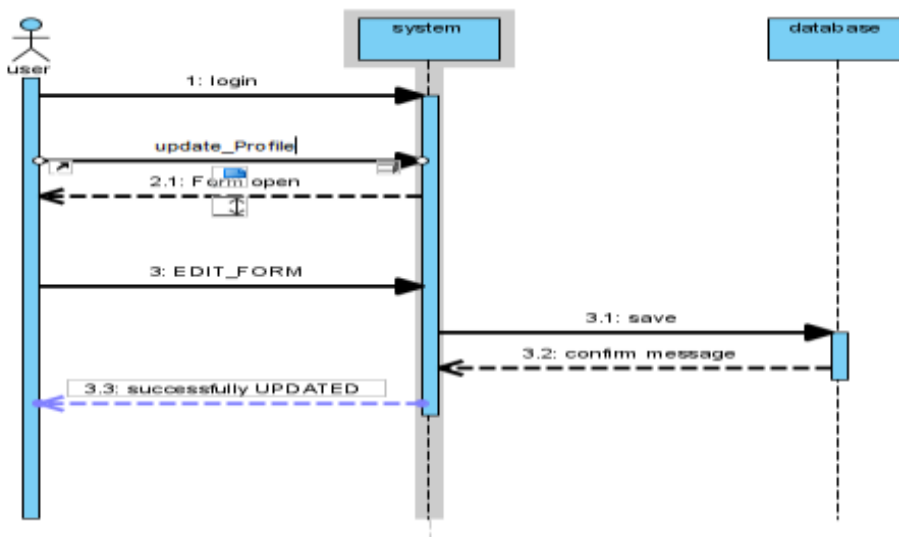 system
database
user
1: login
update_Profile
2.1: Form open
3: EDIT_FORM
3.1: save
3.2: confirm message
3.3: successfully UPDATED